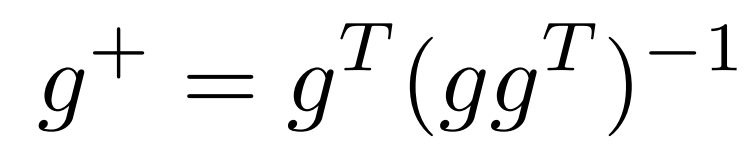 g^+ = g^T(gg^T)^{-1}